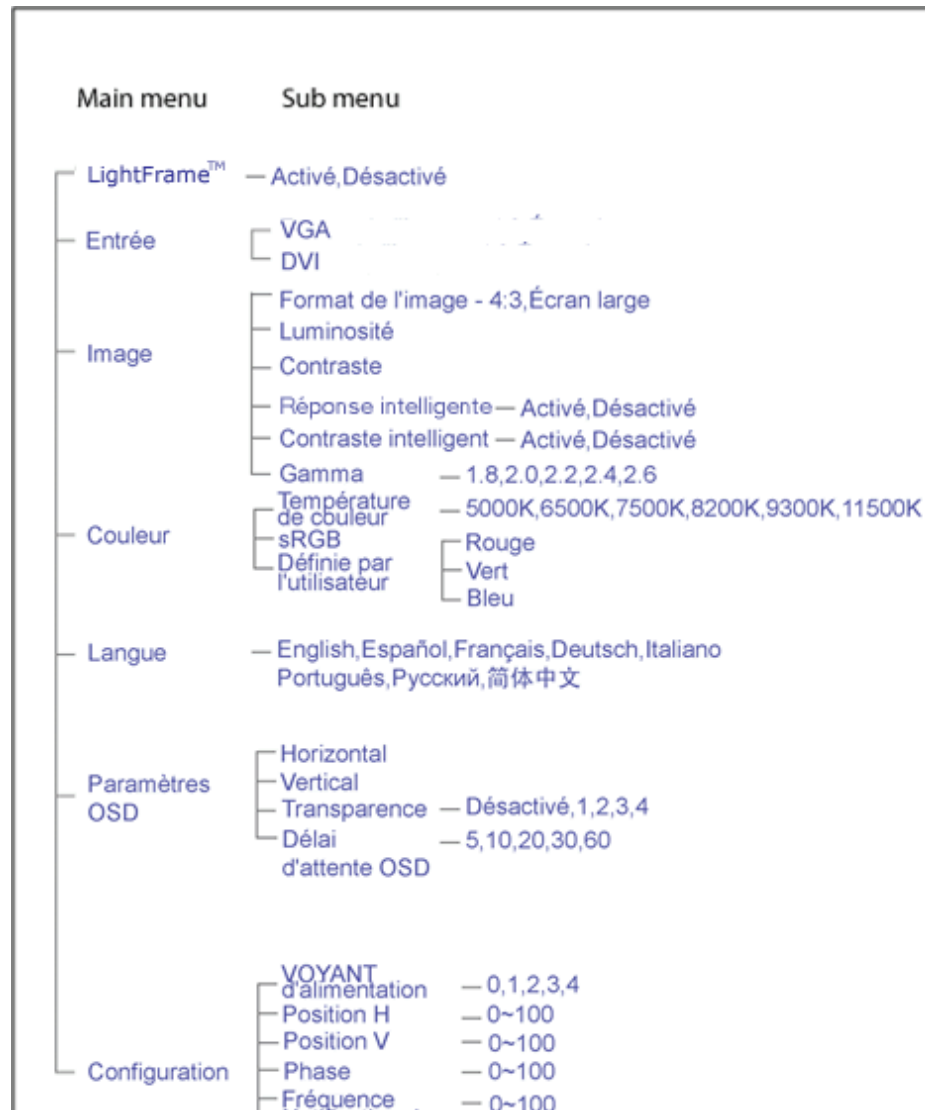 Main menu Sub menu
LightFrame™ Activé,Désactivé
Entrée
VGA
DVI
Image
Format de l'image - 4:3,Écran large
Luminosité
Contraste
Réponse intelligente Activé,Désactivé
Contraste intelligent Activé,Désactivé
Gamma 1.8,2.0,2.2,2.4,2.6
Couleur
Température
de couleur
5000K,6500K,7500K,8200K,9300K,11500K
sRGB
Définie par
l'utilisateur
Rouge
Vert
Bleu
Langue
English,Español,Français,Deutsch,Italiano
Português,Русский,简体中文
Paramètres
OSD
Horizontal
Vertical
Transparence Désactivé,1,2,3,4
Délai
d'attente OSD
5,10,20,30,60
Configuration
VOYANT
d'alimentation
0,1,2,3,4
Position H 0~100
Position V 0~100
Phase 0~100
Fréquence 0~100